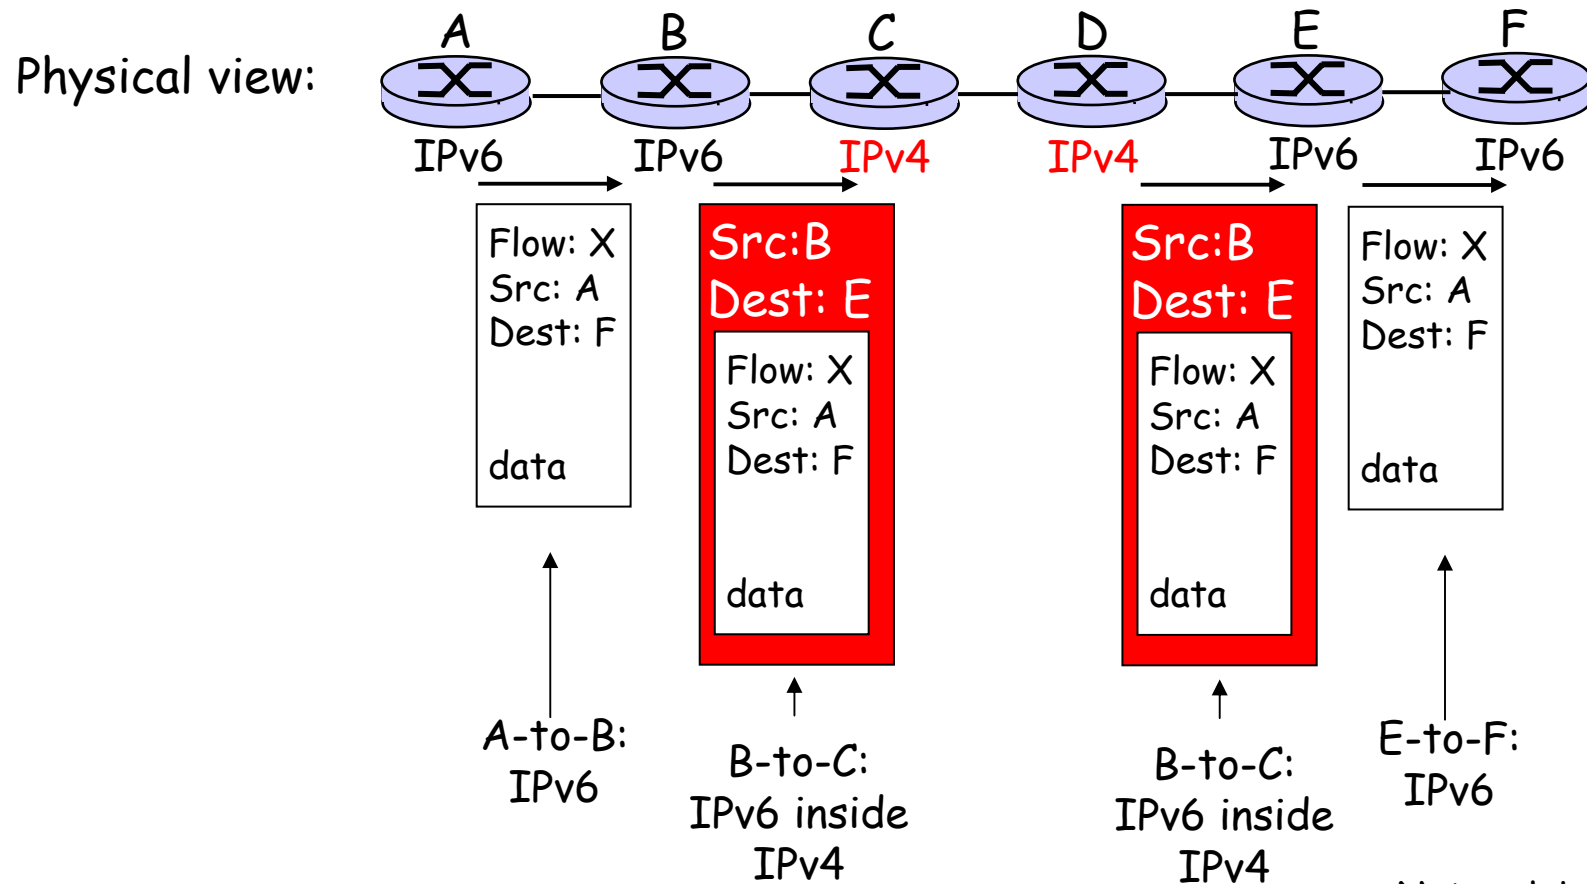 A B C D E F
Physical view:
IPv6 IPv6 IPv4 IPv4 IPv6 IPv6
Flow: X
Src: A
Dest: F
data
Src:B
Dest: E
Flow: X
Src: A
Dest: F
data
Src:B
Dest: E
Flow: X
Src: A
Dest: F
data
Flow: X
Src: A
Dest: F
data
A-to-B:
IPv6
B-to-C:
IPv6 inside
IPv4
B-to-C:
IPv6 inside
IPv4
E-to-F:
IPv6